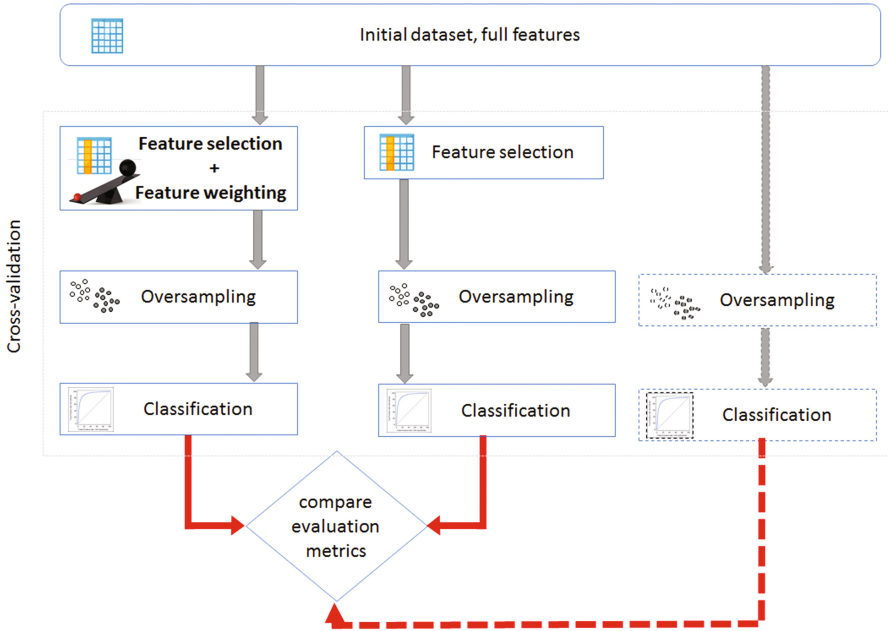 Initial dataset, full features
Feature selection
+
Feature weighting
Feature selection
Cross-validation
Oversampling
Oversampling
Oversampling
Classification
Classification
Classification
compare
evaluation
metrics